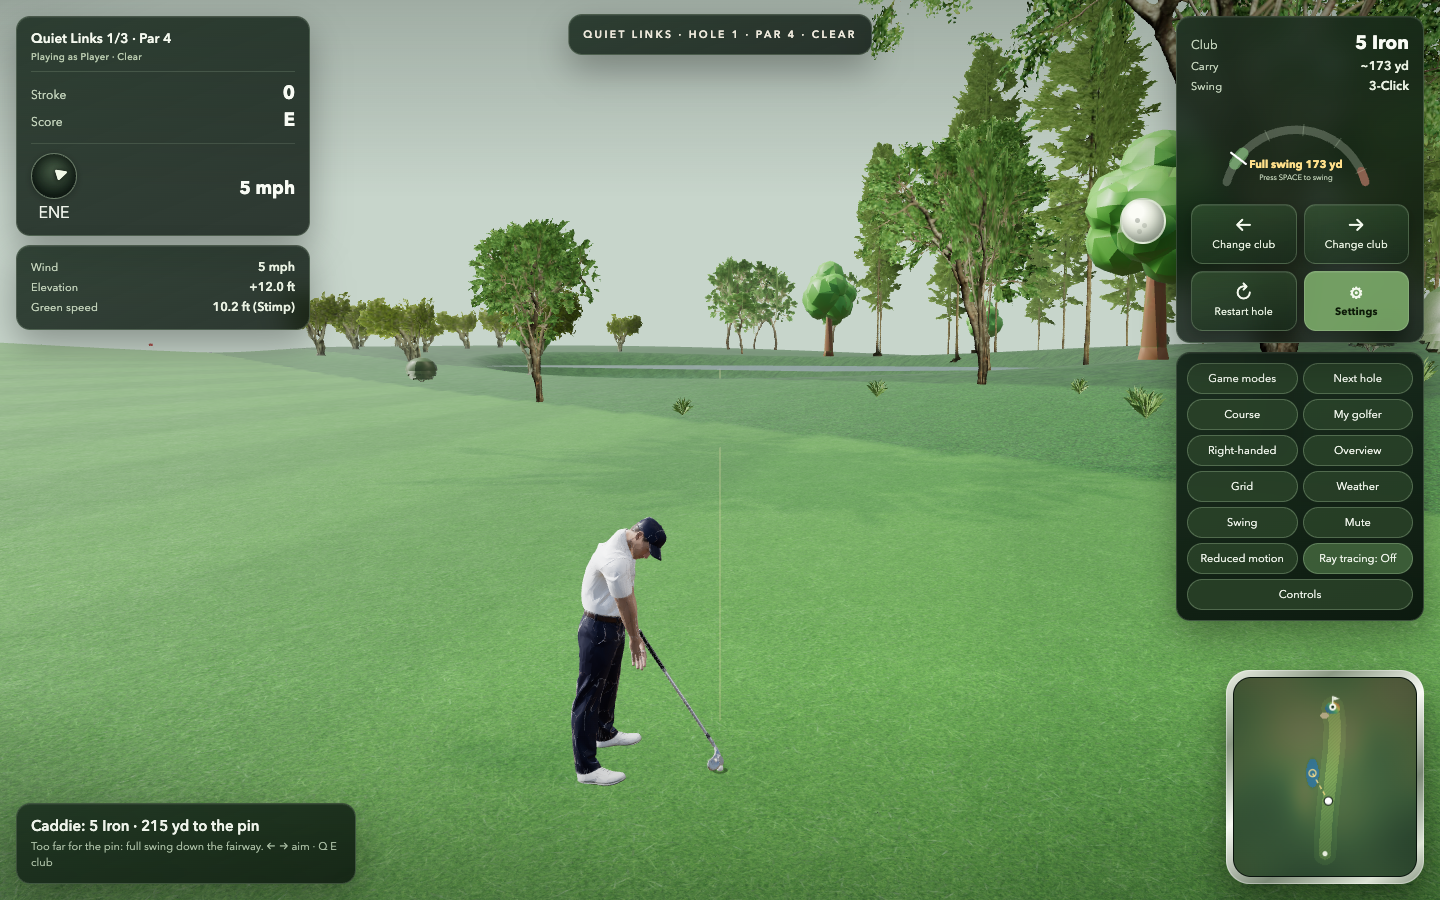 Quiet Links 1/3 · Par 4
Playing as Player · Clear
Stroke 0
Score E
5 mph
ENE
Wind 5 mph
Elevation +12.0 ft
Green speed 10.2 ft (Stimp)
QUIET LINKS · HOLE 1 · PAR 4 · CLEAR
Club 5 Iron
Carry ~173 yd
Swing 3-Click
Full swing 173 yd
Press SPACE to swing
← Change club
→ Change club
Restart hole
Settings
Game modes
Next hole
Course
My golfer
Right-handed
Overview
Grid
Weather
Swing
Mute
Reduced motion
Ray tracing: Off
Controls
Caddie: 5 Iron · 215 yd to the pin
Too far for the pin: full swing down the fairway. ← → aim · Q E
club